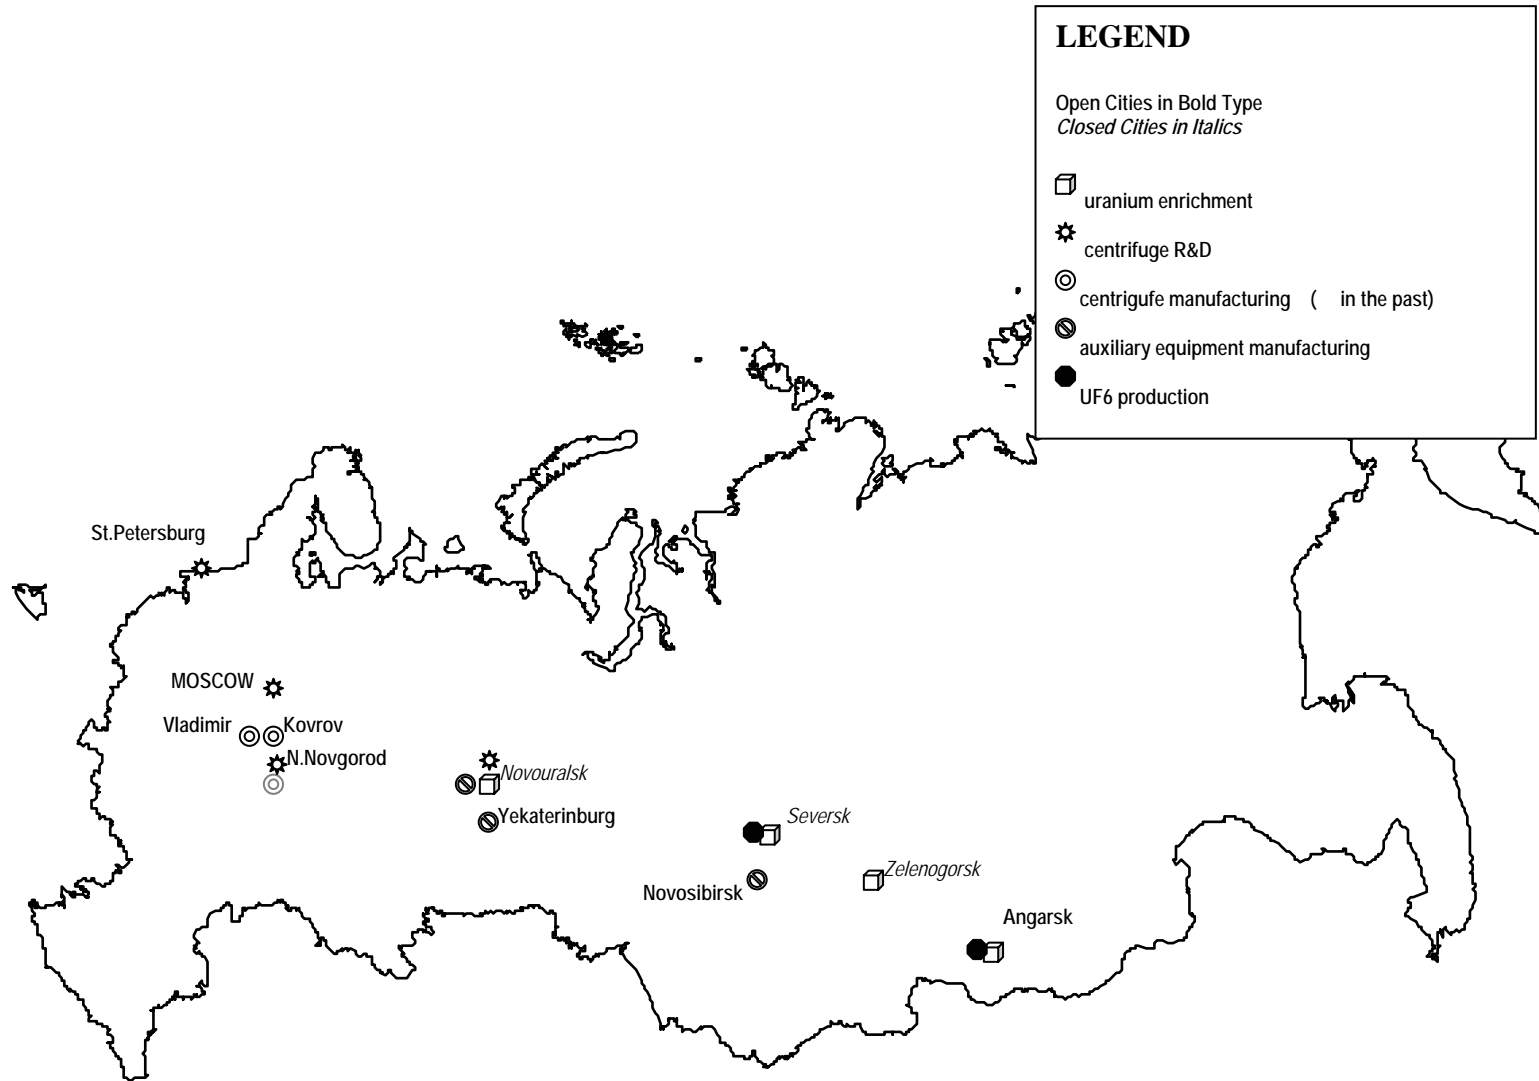 LEGEND
Open Cities in Bold Type
Closed Cities in Italics
uranium enrichment
centrifuge R&D
centrigufe manufacturing ( in the past)
auxiliary equipment manufacturing
UF6 production
St.Petersburg
MOSCOW
Vladimir
Kovrov
N.Novgorod
Novouralsk
Yekaterinburg
Seversk
Zelenogorsk
Novosibirsk
Angarsk